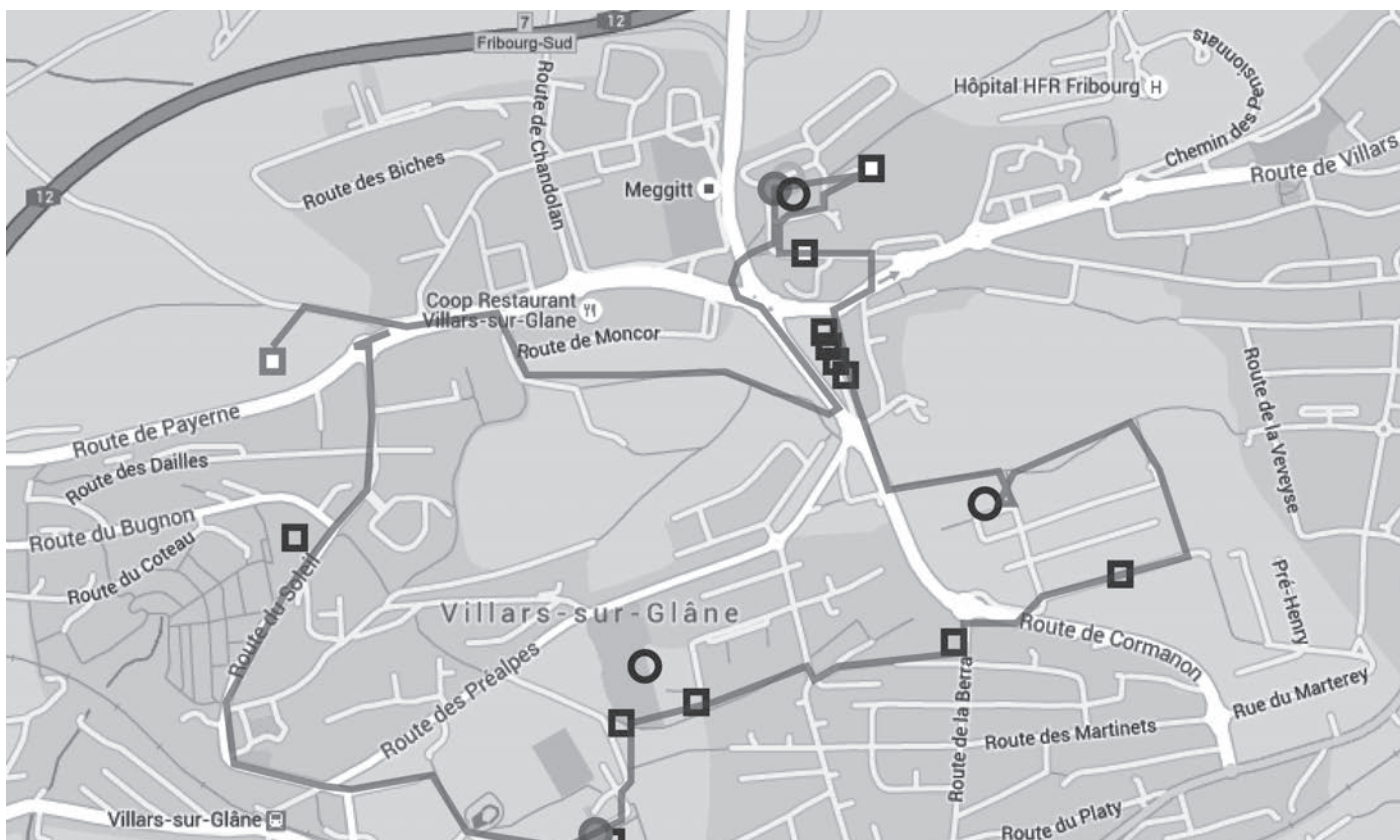 7
12
Fribourg-Sud
Route de Chandolan
Chemin des Pensionnats
Hôpital HFR Fribourg H
Route de Villars
Route des Biches
Meggitt
12
Coop Restaurant
Villars-sur-Glane
Route de Moncor
Route de Payerne
Route des Dailles
Route du Bugnon
Route du Coteau
Route du Soleil
Route de la Veveyse
Pré-Henry
Villars-sur-Glâne
Route de Cormanon
Route des Préalpes
Route de la Berra
Rue du Marterey
Route des Martinets
Villars-sur-Glâne
Route du Platy